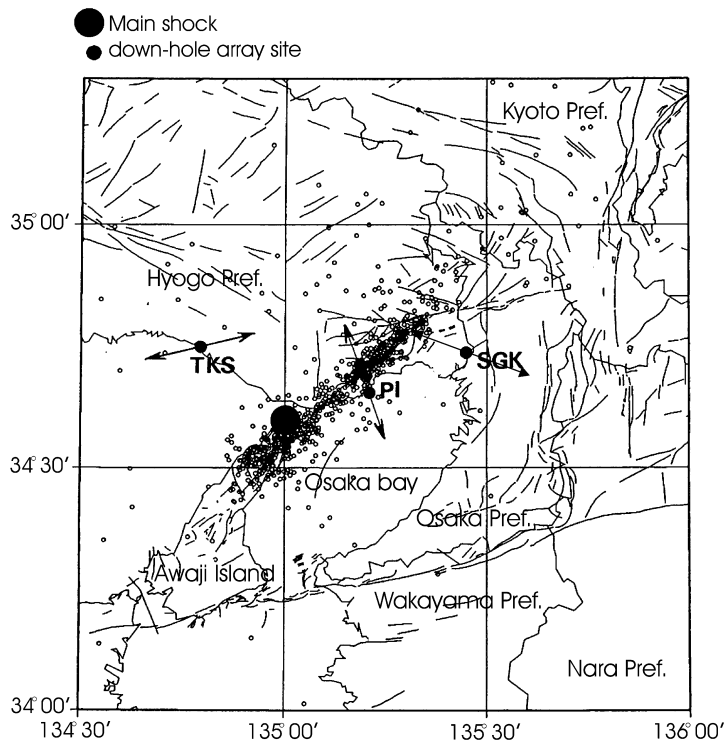 Main shock
down-hole array site
Kyoto Pref.
35° 00′
Hyogo Pref.
TKS
SGK
PI
34° 30′
Osaka bay
Osaka Pref.
Awaji Island
Wakayama Pref.
Nara Pref.
34° 00′
134° 30′
135° 00′
135° 30′
136° 00′